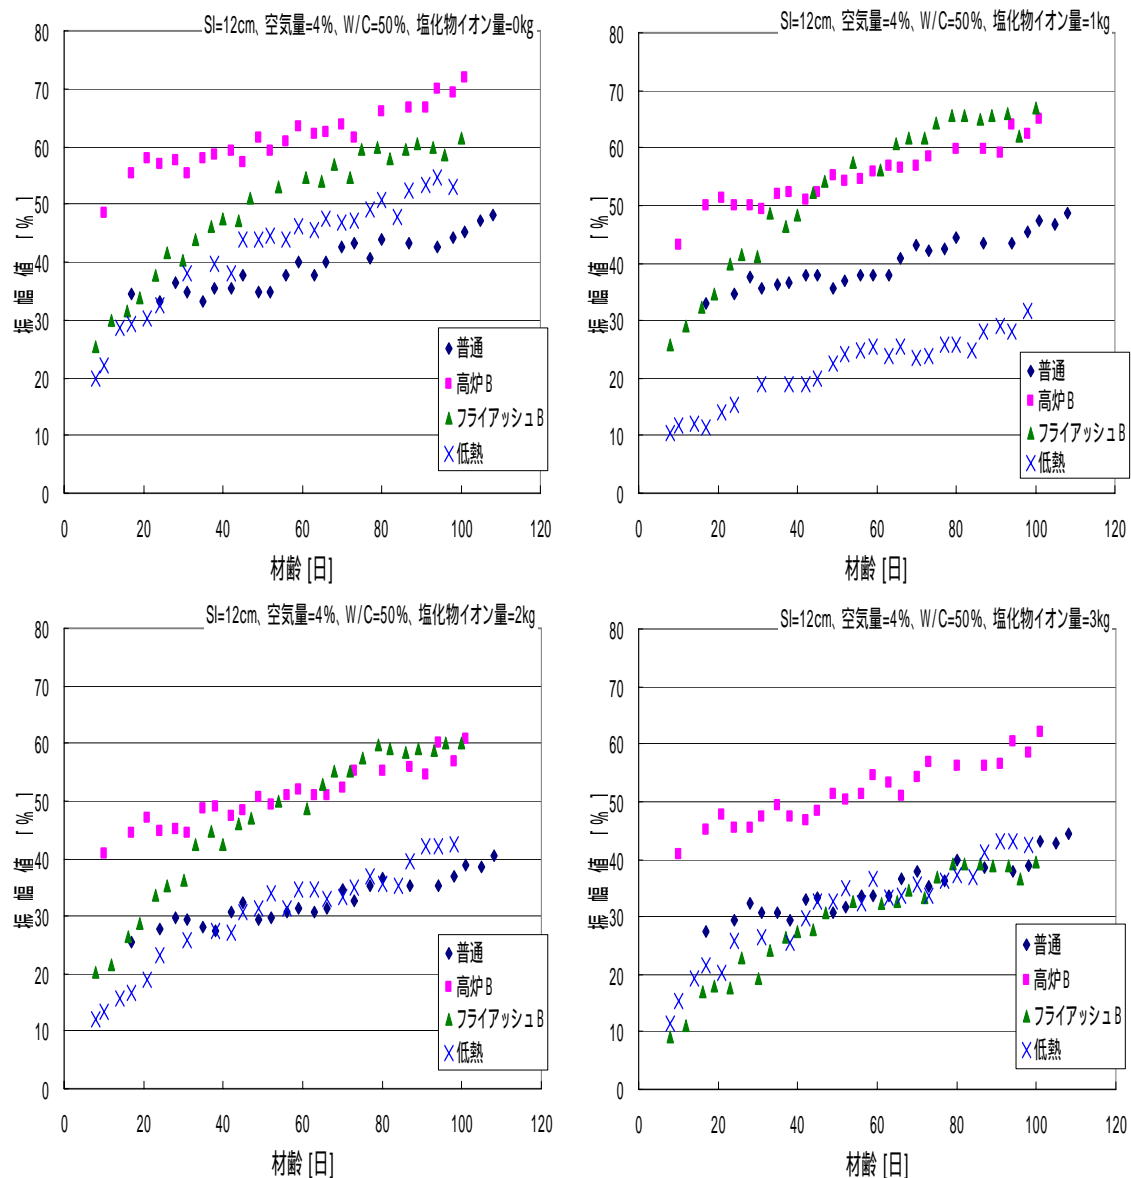 Sl=12cm、空気量=4%、W/C=50%、塩化物イオン量=0kg
80
70
60
50
40
30
20
10
0
振幅値 [%]
普通
高炉B
フライアッシュB
低熱
0 20 40 60 80 100 120
材齢 [日]
Sl=12cm、空気量=4%、W/C=50%、塩化物イオン量=1kg
80
70
60
50
40
30
20
10
0
振幅値 [%]
普通
高炉B
フライアッシュB
低熱
0 20 40 60 80 100 120
材齢 [日]
Sl=12cm、空気量=4%、W/C=50%、塩化物イオン量=2kg
80
70
60
50
40
30
20
10
0
振幅値 [%]
普通
高炉B
フライアッシュB
低熱
0 20 40 60 80 100 120
材齢 [日]
Sl=12cm、空気量=4%、W/C=50%、塩化物イオン量=3kg
80
70
60
50
40
30
20
10
0
振幅値 [%]
普通
高炉B
フライアッシュB
低熱
0 20 40 60 80 100 120
材齢 [日]